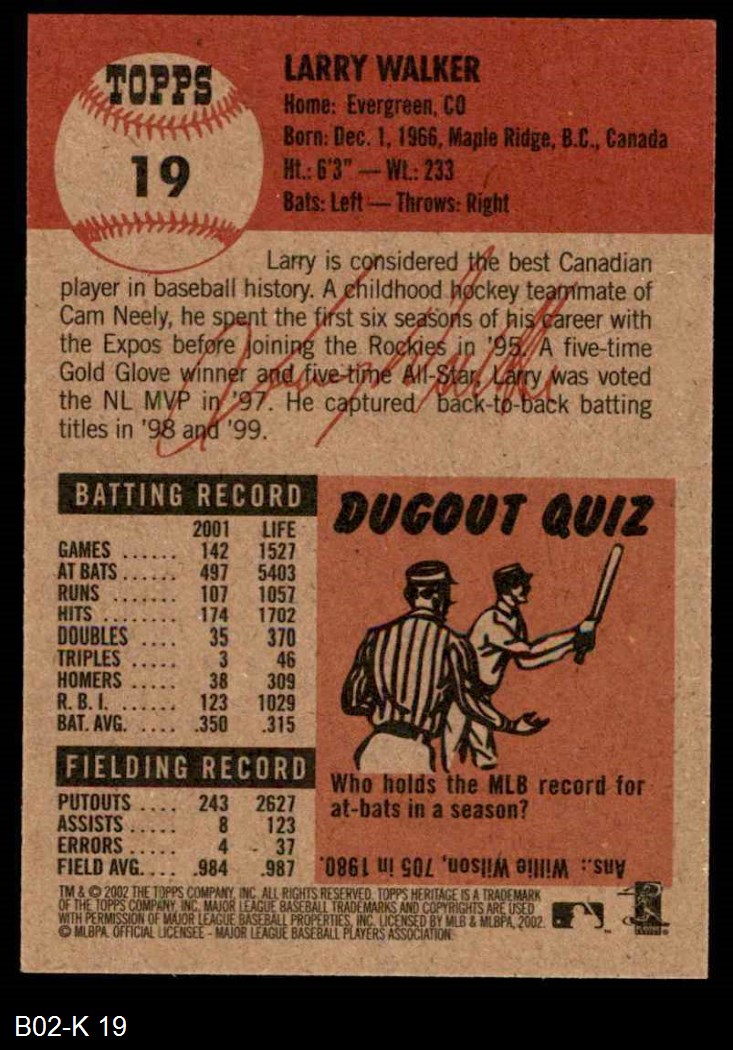 TOPPS
19
LARRY WALKER
Home: Evergreen, CO
Born: Dec. 1, 1966, Maple Ridge, B.C., Canada
Ht.: 6'3" — Wt.: 233
Bats: Left — Throws: Right
Larry is considered the best Canadian
player in baseball history. A childhood hockey teammate of
Cam Neely, he spent the first six seasons of his career with
the Expos before joining the Rockies in '95. A five-time
Gold Glove winner and five-time All-Star, Larry was voted
the NL MVP in '97. He captured back-to-back batting
titles in '98 and '99.
BATTING RECORD
2001 LIFE
GAMES ...... 142 1527
AT BATS ...... 497 5403
RUNS ....... 107 1057
HITS ....... 174 1702
DOUBLES .... 35 370
TRIPLES ..... 3 46
HOMERS ..... 38 309
R.B.I. ...... 123 1029
BAT. AVG. .... .350 .315
FIELDING RECORD
PUTOUTS .... 243 2627
ASSISTS ..... 8 123
ERRORS ..... 4 37
FIELD AVG.... .984 .987
DUGOUT QUIZ
Who holds the MLB record for
at-bats in a season?
Ans.: Willie Wilson, 705 in 1980.
TM & © 2002 THE TOPPS COMPANY, INC. ALL RIGHTS RESERVED. TOPPS HERITAGE IS A TRADEMARK
OF THE TOPPS COMPANY, INC. MAJOR LEAGUE BASEBALL TRADEMARKS AND COPYRIGHTS ARE USED
WITH PERMISSION OF MAJOR LEAGUE BASEBALL PROPERTIES, INC. LICENSED BY MLB & MLBPA, 2002.
© MLBPA. OFFICIAL LICENSEE - MAJOR LEAGUE BASEBALL PLAYERS ASSOCIATION.
B02-K 19